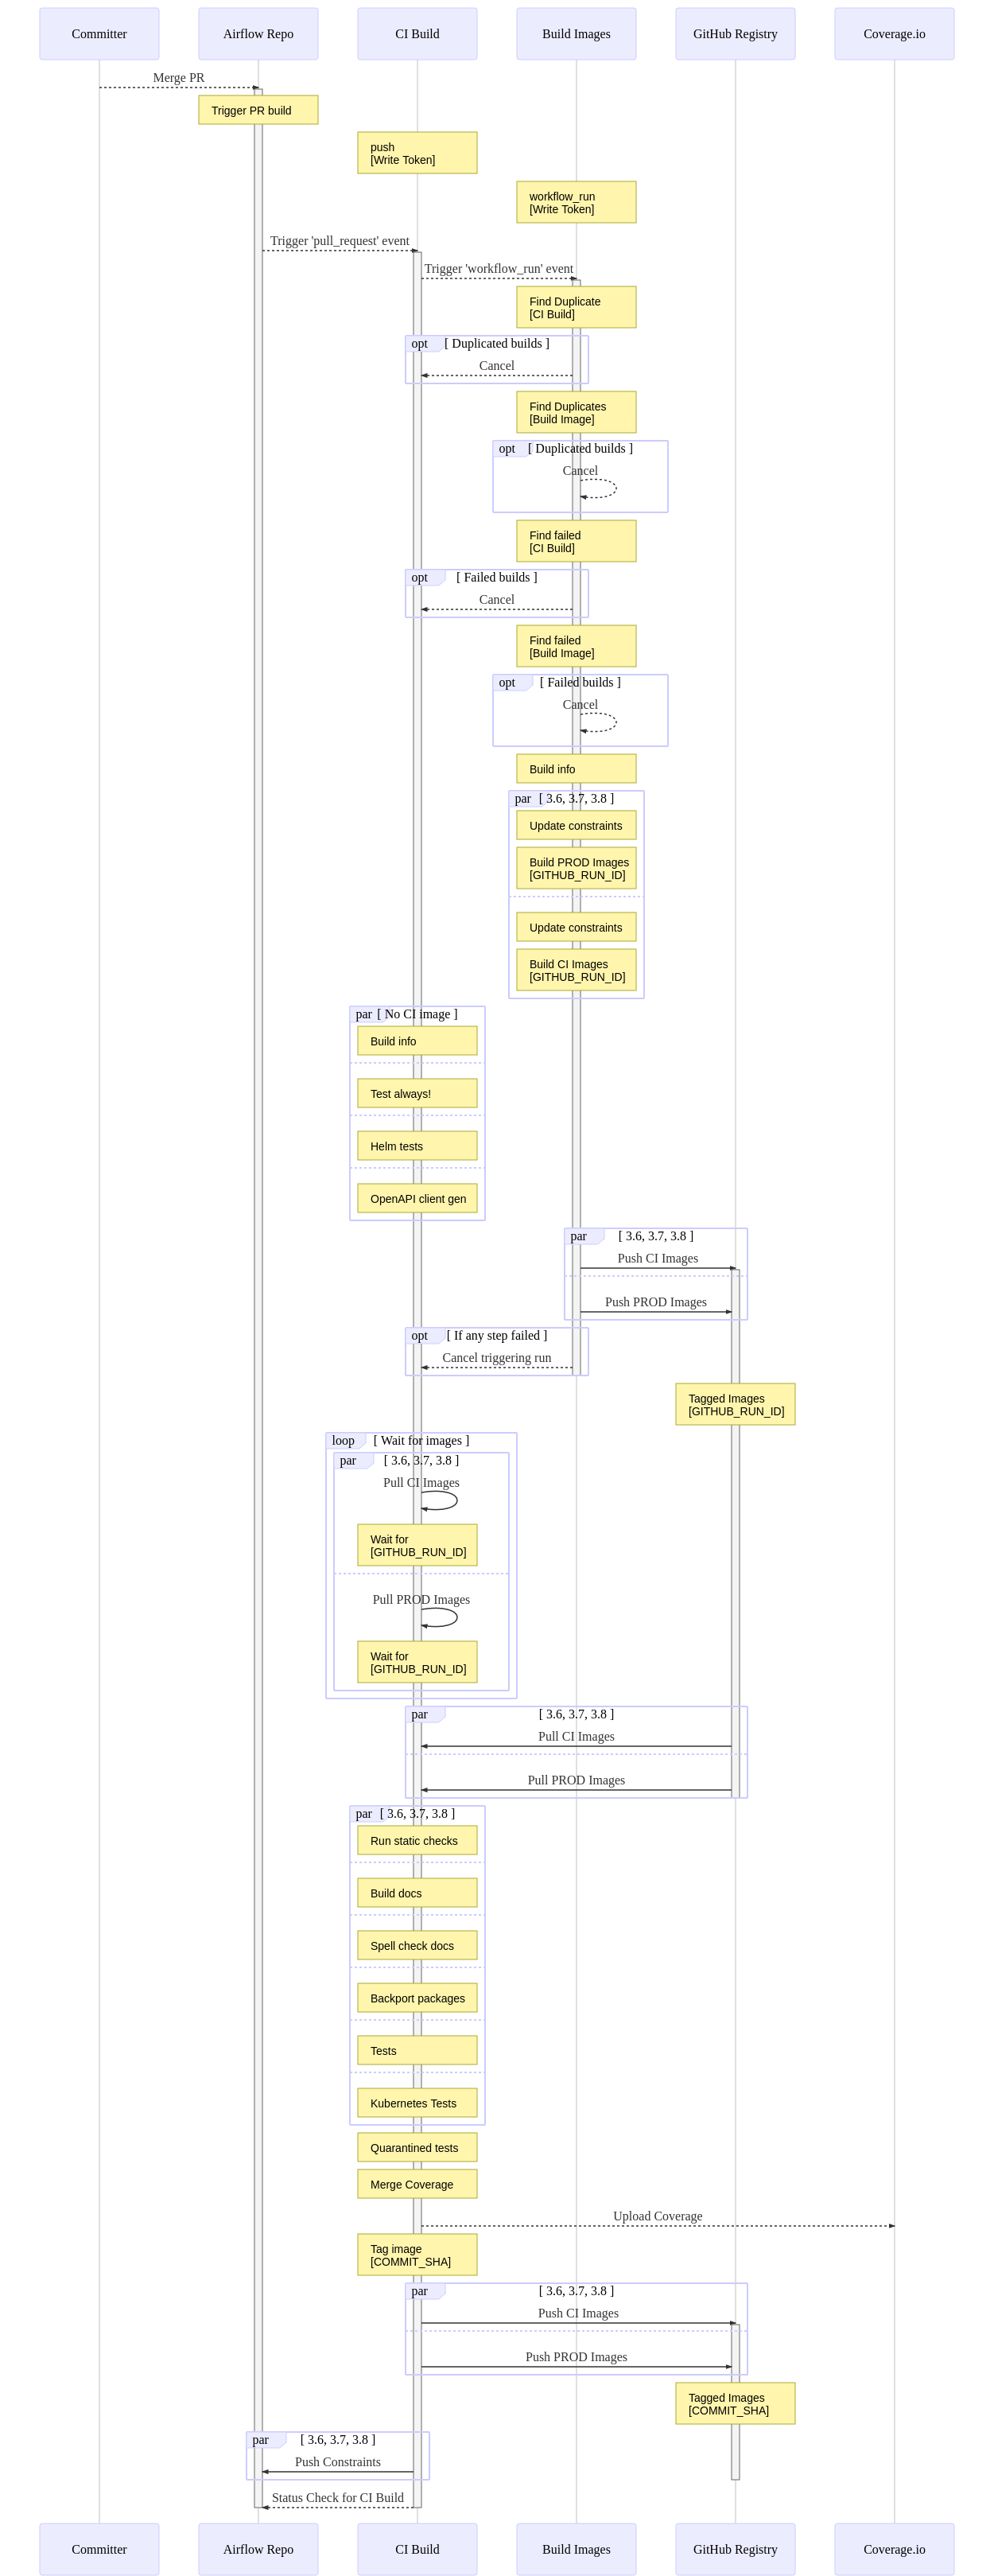 Committer
Airflow Repo
CI Build
Build Images
GitHub Registry
Coverage.io
Merge PR
Trigger PR build
push
[Write Token]
workflow_run
[Write Token]
Trigger 'pull_request' event
Trigger 'workflow_run' event
Find Duplicate
[CI Build]
opt [ Duplicated builds ]
Cancel
Find Duplicates
[Build Image]
opt [ Duplicated builds ]
Cancel
Find failed
[CI Build]
opt [ Failed builds ]
Cancel
Find failed
[Build Image]
opt [ Failed builds ]
Cancel
Build info
par [ 3.6, 3.7, 3.8 ]
Update constraints
Build PROD Images
[GITHUB_RUN_ID]
Update constraints
Build CI Images
[GITHUB_RUN_ID]
par [ No CI image ]
Build info
Test always!
Helm tests
OpenAPI client gen
par [ 3.6, 3.7, 3.8 ]
Push CI Images
Push PROD Images
opt [ If any step failed ]
Cancel triggering run
Tagged Images
[GITHUB_RUN_ID]
loop [ Wait for images ]
par [ 3.6, 3.7, 3.8 ]
Pull CI Images
Wait for
[GITHUB_RUN_ID]
Pull PROD Images
Wait for
[GITHUB_RUN_ID]
par [ 3.6, 3.7, 3.8 ]
Pull CI Images
Pull PROD Images
par [ 3.6, 3.7, 3.8 ]
Run static checks
Build docs
Spell check docs
Backport packages
Tests
Kubernetes Tests
Quarantined tests
Merge Coverage
Upload Coverage
Tag image
[COMMIT_SHA]
par [ 3.6, 3.7, 3.8 ]
Push CI Images
Push PROD Images
Tagged Images
[COMMIT_SHA]
par [ 3.6, 3.7, 3.8 ]
Push Constraints
Status Check for CI Build
Committer
Airflow Repo
CI Build
Build Images
GitHub Registry
Coverage.io